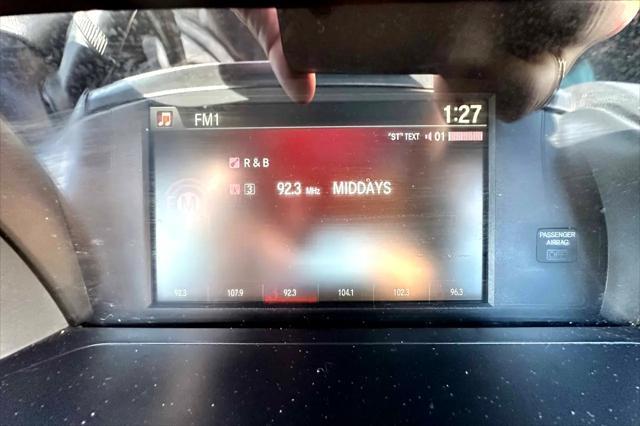 FM1 1:27
"ST" TEXT 01
R & B
3 92.3 MHz MIDDAYS
FM
92.3 107.9 92.3 104.1 102.3 96.3
PASSENGER
AIRBAG